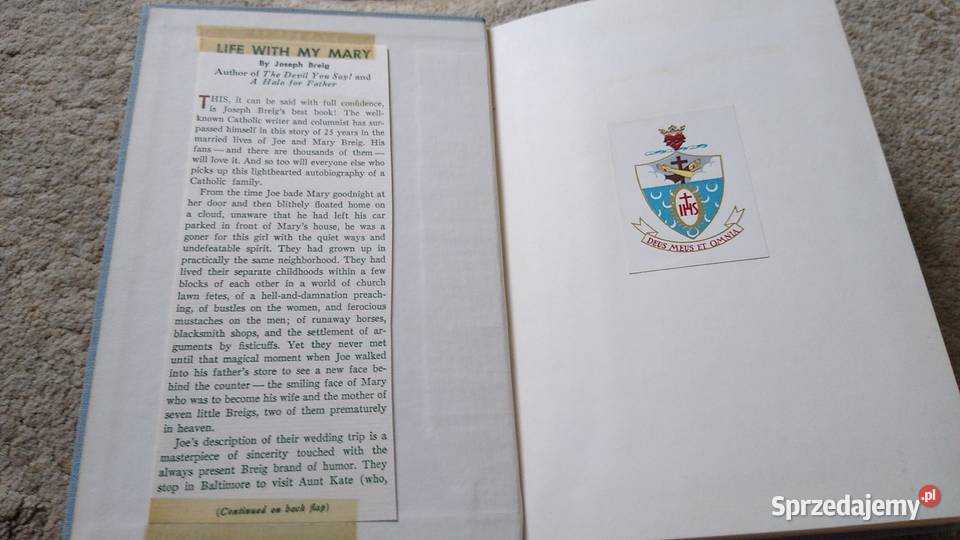 LIFE WITH MY MARY
By Joseph Breig
Author of The Devil You Say! and
A Halo for Father
THIS, it can be said with full confidence,
is Joseph Breig's best book! The well-
known Catholic writer and columnist has sur-
passed himself in this story of 25 years in the
married lives of Joe and Mary Breig. His
fans — and there are thousands of them —
will love it. And so too will everyone else who
picks up this lighthearted autobiography of a
Catholic family.
From the time Joe bade Mary goodnight at
her door and then blithely floated home on
a cloud, unaware that he had left his car
parked in front of Mary's house, he was a
goner for this girl with the quiet ways and
undefeatable spirit. They had grown up in
practically the same neighborhood. They had
lived their separate childhoods within a few
blocks of each other in a world of church
lawn fetes, of a hell-and-damnation preach-
ing, of bustles on the women, and ferocious
mustaches on the men; of runaway horses,
blacksmith shops, and the settlement of ar-
guments by fisticuffs. Yet they never met
until that magical moment when Joe walked
into his father's store to see a new face be-
hind the counter — the smiling face of Mary
who was to become his wife and the mother of
seven little Breigs, two of them prematurely
in heaven.
Joe's description of their wedding trip is a
masterpiece of sincerity touched with the
always present Breig brand of humor. They
stop in Baltimore to visit Aunt Kate (who,
(Continued on back flap)
IHS
DEUS MEUS ET OMNIA
Sprzedajemy.pl